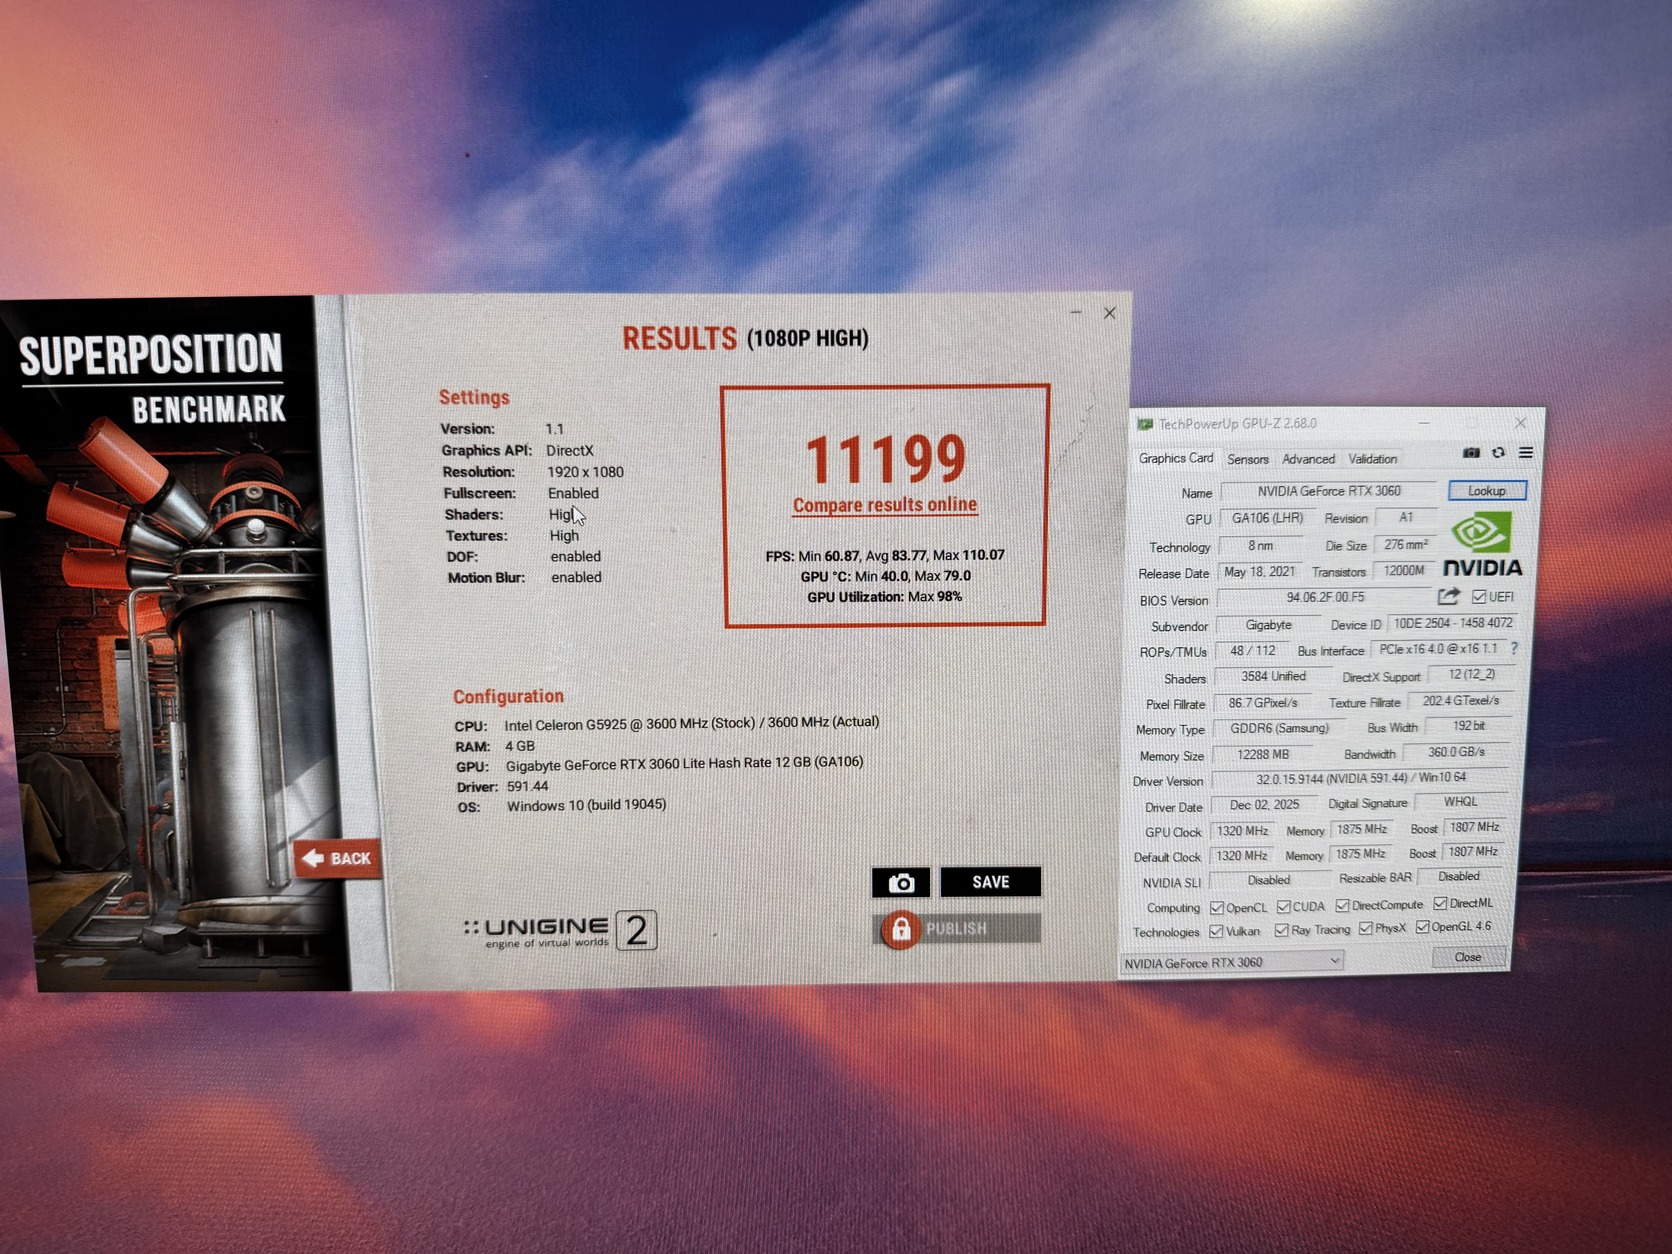 SUPERPOSITION
BENCHMARK
BACK
RESULTS (1080P HIGH)
Settings
Version: 1.1
Graphics API: DirectX
Resolution: 1920 x 1080
Fullscreen: Enabled
Shaders: High
Textures: High
DOF: enabled
Motion Blur: enabled
11199
Compare results online
FPS: Min 60.87, Avg 83.77, Max 110.07
GPU °C: Min 40.0, Max 79.0
GPU Utilization: Max 98%
Configuration
CPU: Intel Celeron G5925 @ 3600 MHz (Stock) / 3600 MHz (Actual)
RAM: 4 GB
GPU: Gigabyte GeForce RTX 3060 Lite Hash Rate 12 GB (GA106)
Driver: 591.44
OS: Windows 10 (build 19045)
SAVE
PUBLISH
UNIGINE 2
engine of virtual worlds
TechPowerUp GPU-Z 2.68.0
Graphics Card Sensors Advanced Validation
Name NVIDIA GeForce RTX 3060 Lookup
GPU GA106 (LHR) Revision A1
Technology 8 nm Die Size 276 mm²
Release Date May 18, 2021 Transistors 12000M
NVIDIA
BIOS Version 94.06.2F.00.F5 UEFI
Subvendor Gigabyte Device ID 10DE 2504 - 1458 4072
ROPs/TMUs 48 / 112 Bus Interface PCIe x16 4.0 @ x16 1.1 ?
Shaders 3584 Unified DirectX Support 12 (12_2)
Pixel Fillrate 86.7 GPixel/s Texture Fillrate 202.4 GTexel/s
Memory Type GDDR6 (Samsung) Bus Width 192 bit
Memory Size 12288 MB Bandwidth 360.0 GB/s
Driver Version 32.0.15.9144 (NVIDIA 591.44) / Win10 64
Driver Date Dec 02, 2025 Digital Signature WHQL
GPU Clock 1320 MHz Memory 1875 MHz Boost 1807 MHz
Default Clock 1320 MHz Memory 1875 MHz Boost 1807 MHz
NVIDIA SLI Disabled Resizable BAR Disabled
Computing OpenCL CUDA DirectCompute DirectML
Technologies Vulkan Ray Tracing PhysX OpenGL 4.6
NVIDIA GeForce RTX 3060 Close